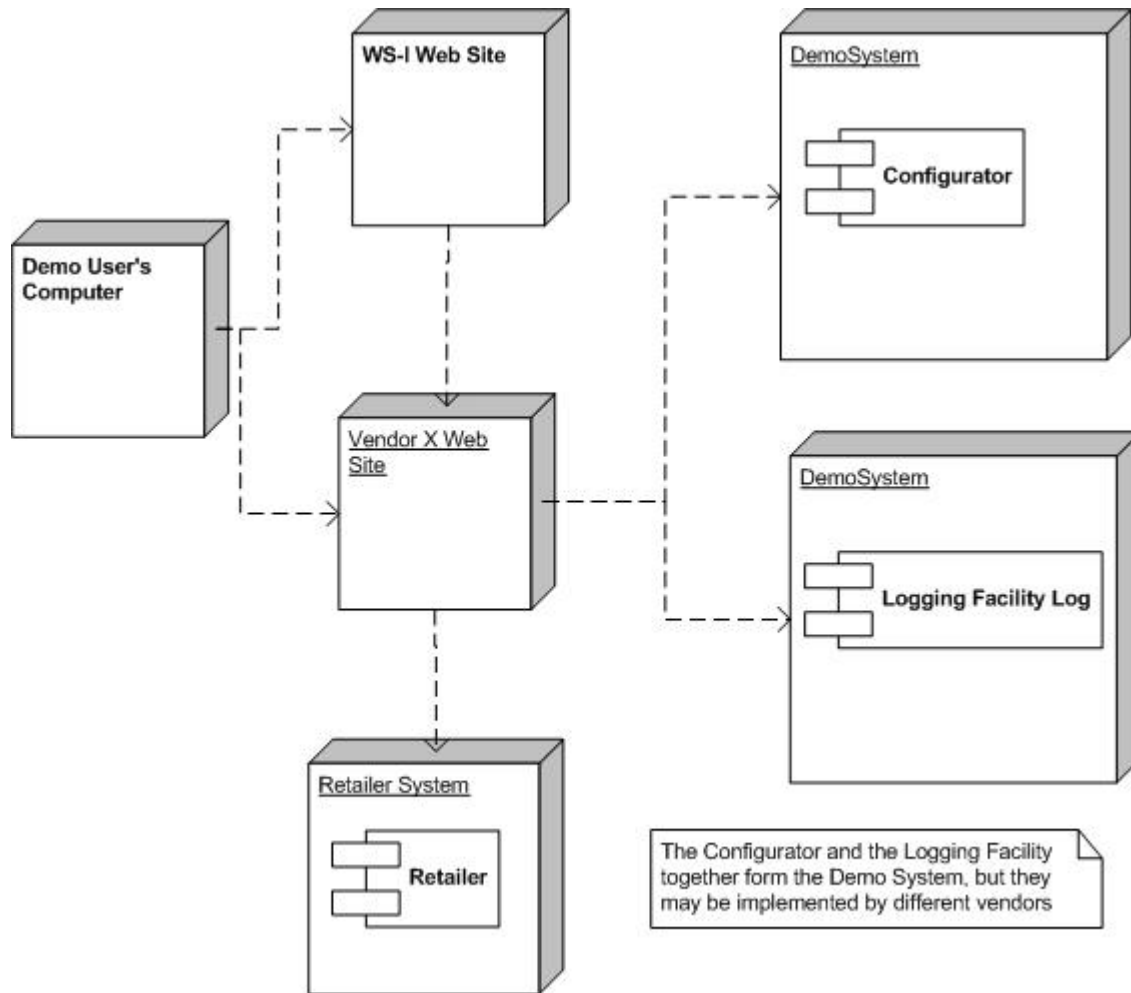 WS-I Web Site
DemoSystem
Configurator
Demo User's
Computer
Vendor X Web
Site
DemoSystem
Logging Facility Log
Retailer System
Retailer
The Configurator and the Logging Facility
together form the Demo System, but they
may be implemented by different vendors